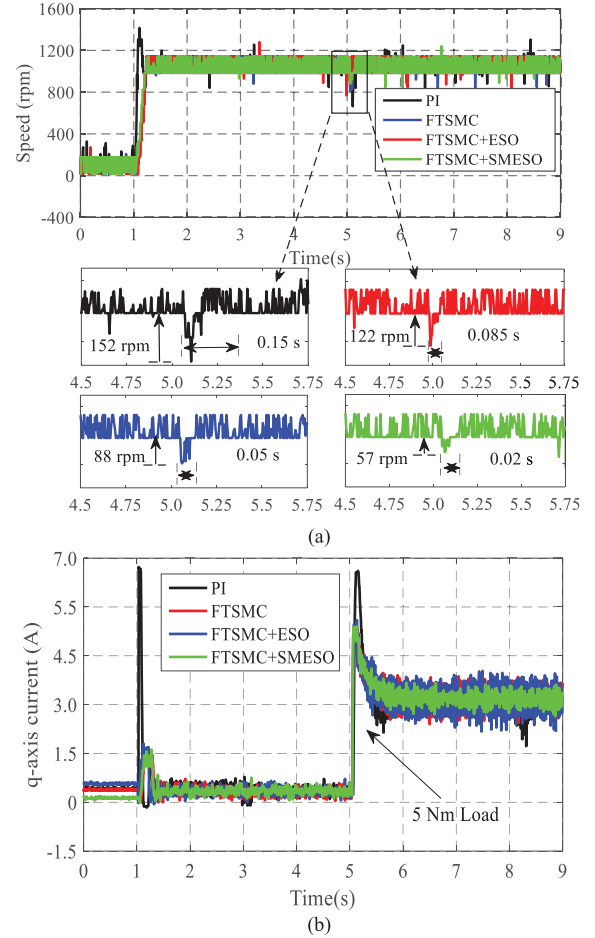 (a)
1600
1200
800
400
0
-400
Speed (rpm)
PI
FTSMC
FTSMC+ESO
FTSMC+SMESO
0 1 2 3 4 5 6 7 8 9
Time(s)
152 rpm
0.15 s
4.5 4.75 5.0 5.25 5.5 5.75
122 rpm
0.085 s
4.5 4.75 5.0 5.25 5.5 5.75
88 rpm
0.05 s
4.5 4.75 5.0 5.25 5.5 5.75
57 rpm
0.02 s
4.5 4.75 5.0 5.25 5.5 5.75
(a)
(b)
7.0
5.5
4.5
3.0
1.5
0
-1.5
q-axis current (A)
PI
FTSMC
FTSMC+ESO
FTSMC+SMESO
5 Nm Load
0 1 2 3 4 5 6 7 8 9
Time(s)
(b)